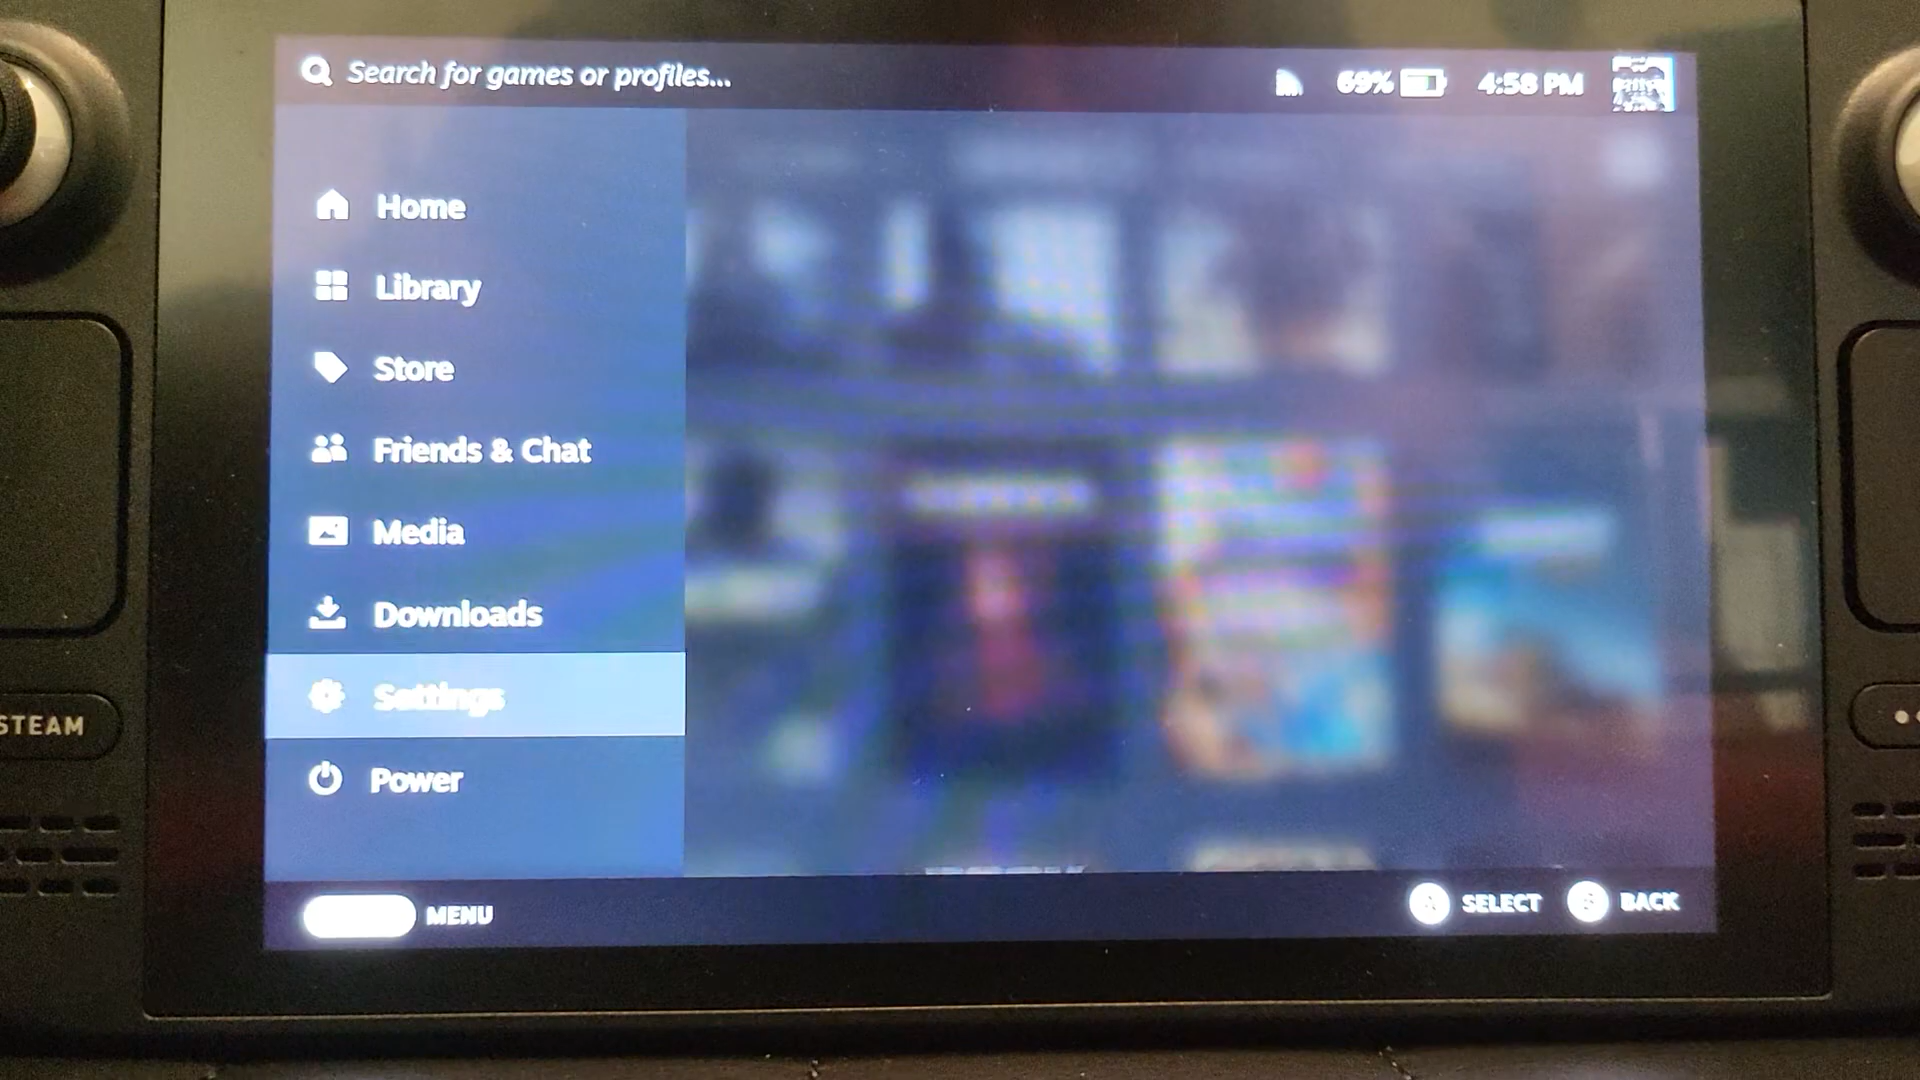 Search for games or profiles...
69%
4:58 PM
Home
Library
Store
Friends & Chat
Media
Downloads
Settings
Power
STEAM
MENU
SELECT
BACK